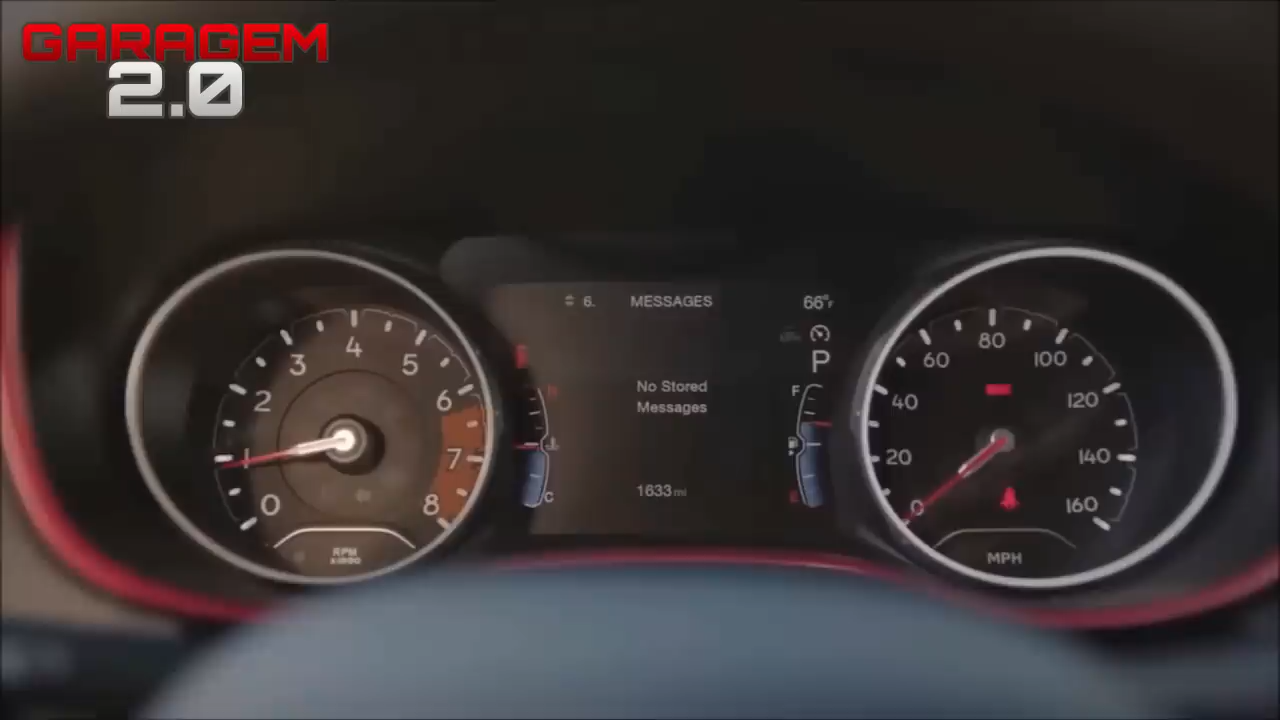 GARAGEM
2.0
6. MESSAGES 66°F
P
No Stored
Messages
1633 mi
F
E
H
C
0 1 2 3 4 5 6 7 8
RPM
x1000
0 20 40 60 80 100 120 140 160
MPH